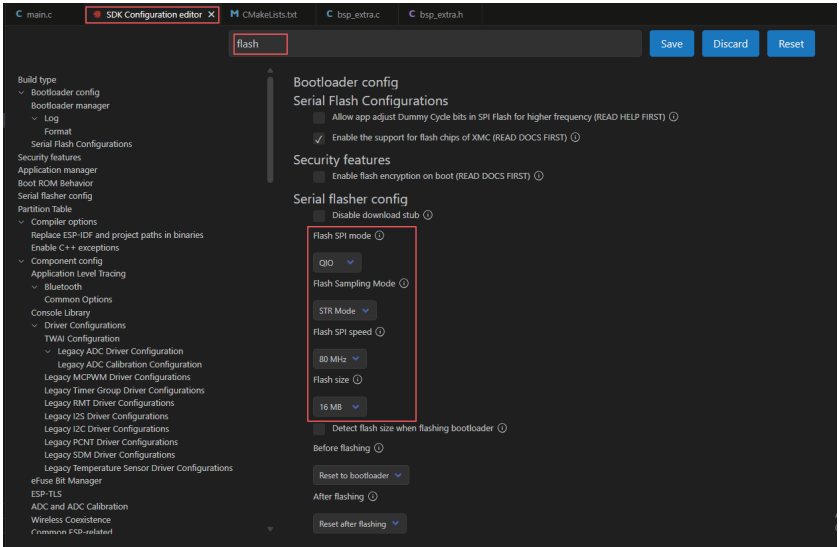 C main.c
SDK Configuration editor ×
M CMakeLists.txt
C bsp_extra.c
C bsp_extra.h
flash
Save
Discard
Reset
Build type
Bootloader config
Bootloader manager
Log
Format
Serial Flash Configurations
Security features
Application manager
Boot ROM Behavior
Serial flasher config
Partition Table
Compiler options
Replace ESP-IDF and project paths in binaries
Enable C++ exceptions
Component config
Application Level Tracing
Bluetooth
Common Options
Console Library
Driver Configurations
TWAI Configuration
Legacy ADC Driver Configuration
Legacy ADC Calibration Configuration
Legacy MCPWM Driver Configurations
Legacy Timer Group Driver Configurations
Legacy RMT Driver Configurations
Legacy I2S Driver Configurations
Legacy I2C Driver Configurations
Legacy PCNT Driver Configurations
Legacy SDM Driver Configurations
Legacy Temperature Sensor Driver Configurations
eFuse Bit Manager
ESP-TLS
ADC and ADC Calibration
Wireless Coexistence
Common ESP-related
Bootloader config
Serial Flash Configurations
Allow app adjust Dummy Cycle bits in SPI Flash for higher frequency (READ HELP FIRST)
Enable the support for flash chips of XMC (READ DOCS FIRST)
Security features
Enable flash encryption on boot (READ DOCS FIRST)
Serial flasher config
Disable download stub
Flash SPI mode
QIO
Flash Sampling Mode
STR Mode
Flash SPI speed
80 MHz
Flash size
16 MB
Detect flash size when flashing bootloader
Before flashing
Reset to bootloader
After flashing
Reset after flashing